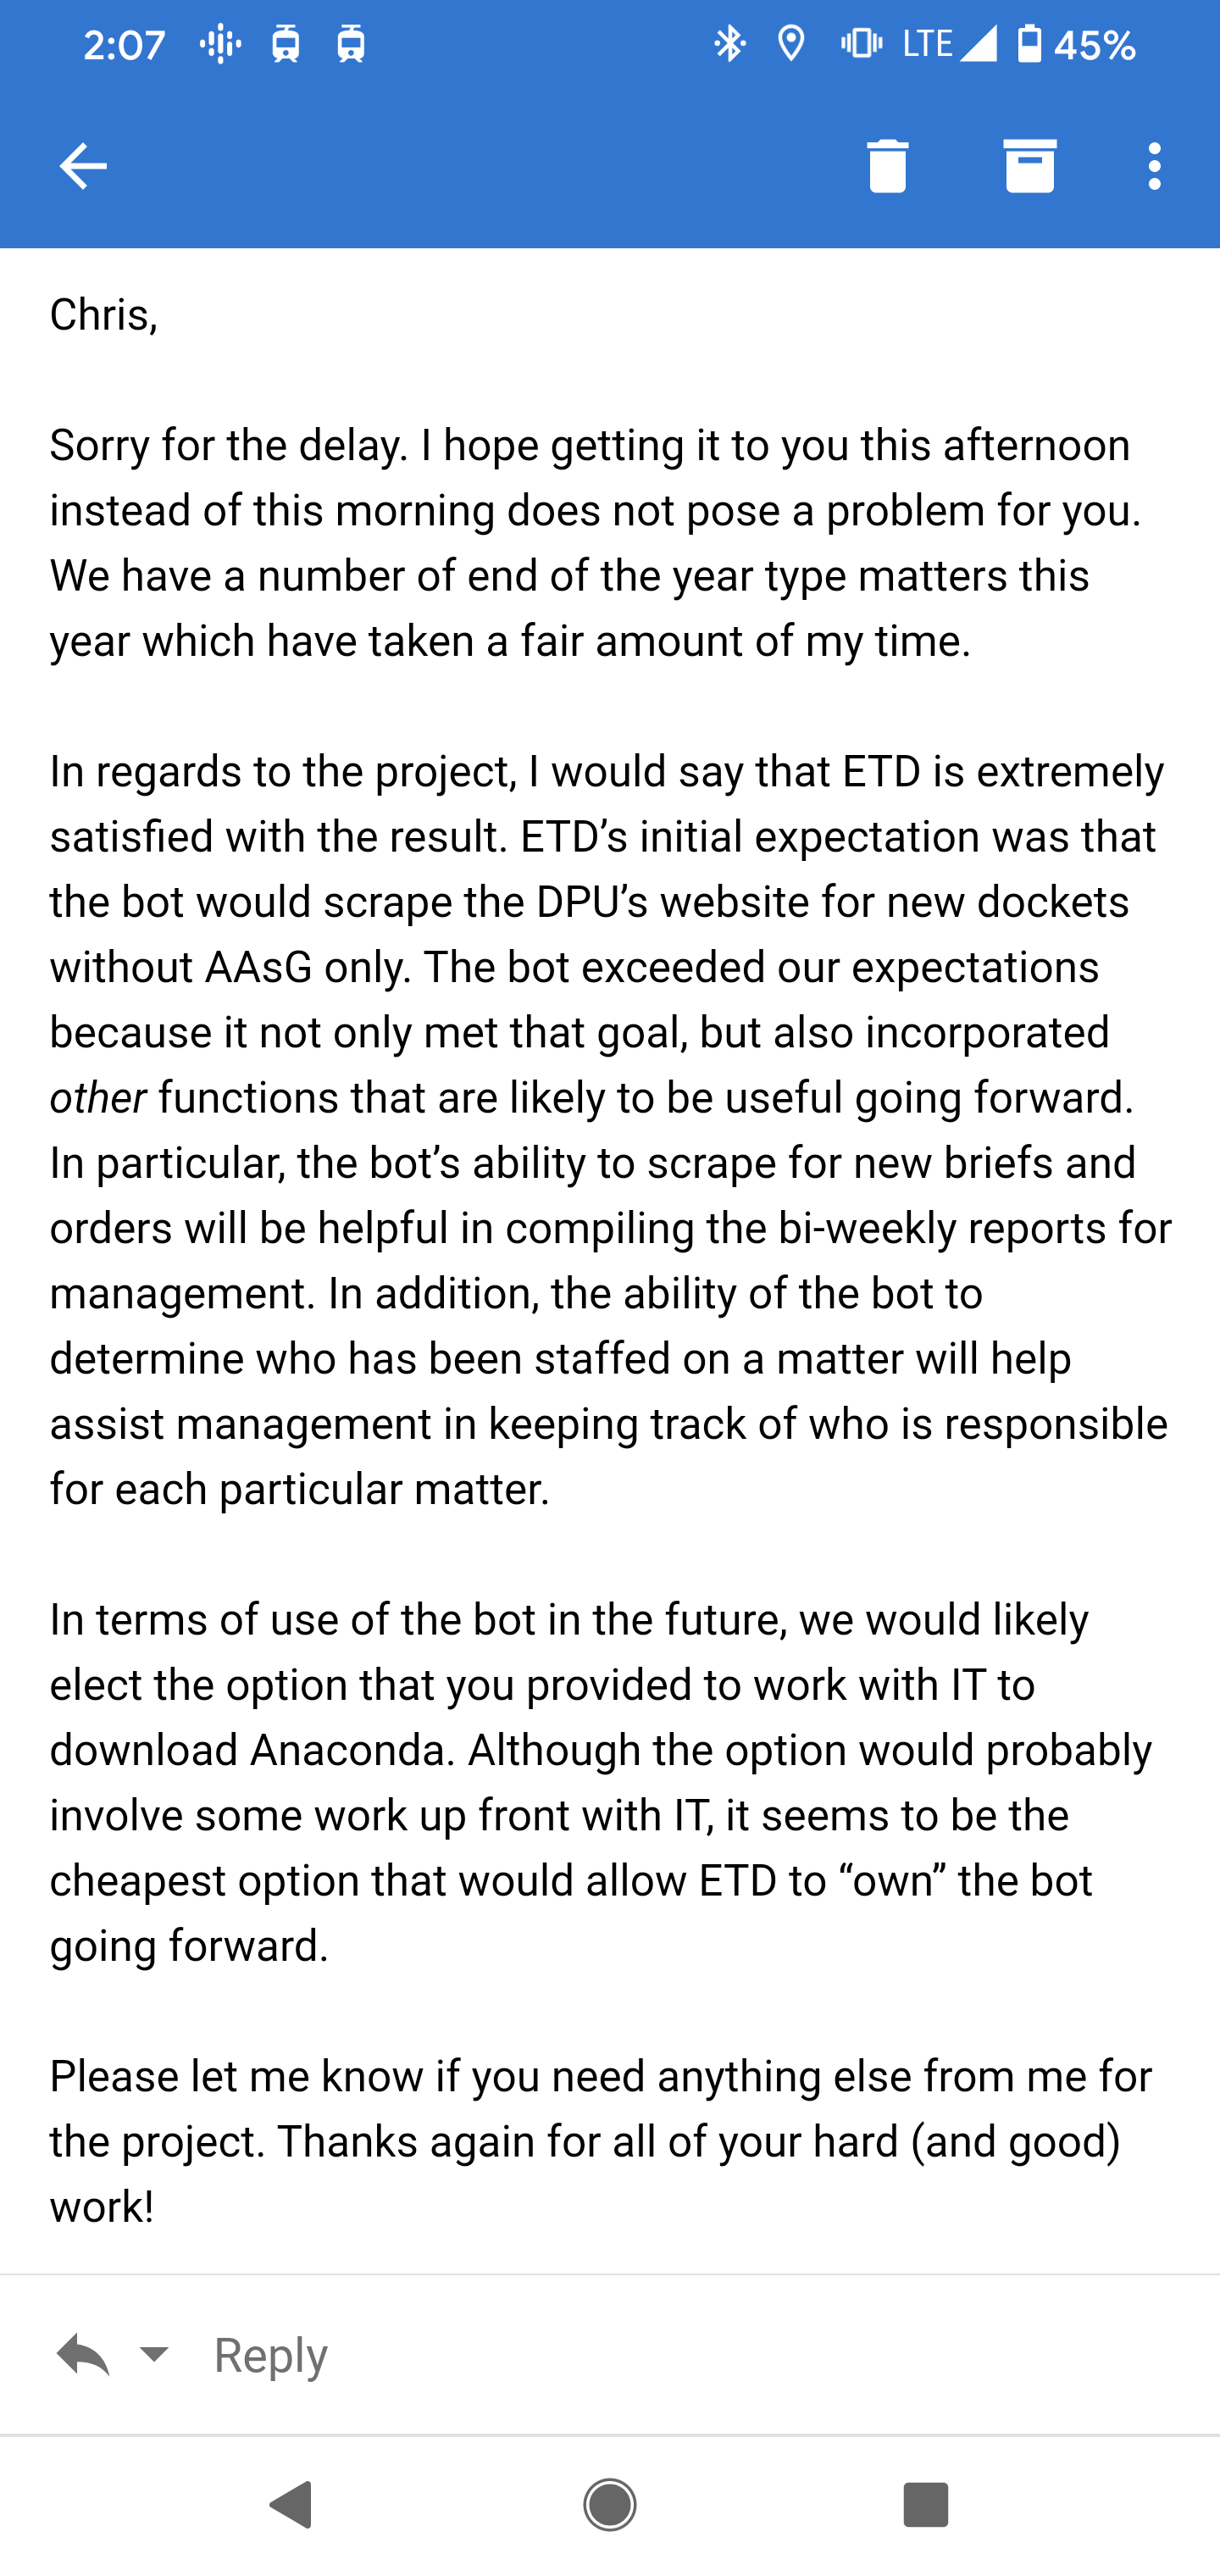 2:07 LTE 45%
Chris,
Sorry for the delay. I hope getting it to you this afternoon
instead of this morning does not pose a problem for you.
We have a number of end of the year type matters this
year which have taken a fair amount of my time.
In regards to the project, I would say that ETD is extremely
satisfied with the result. ETD’s initial expectation was that
the bot would scrape the DPU’s website for new dockets
without AAsG only. The bot exceeded our expectations
because it not only met that goal, but also incorporated
other functions that are likely to be useful going forward.
In particular, the bot’s ability to scrape for new briefs and
orders will be helpful in compiling the bi-weekly reports for
management. In addition, the ability of the bot to
determine who has been staffed on a matter will help
assist management in keeping track of who is responsible
for each particular matter.
In terms of use of the bot in the future, we would likely
elect the option that you provided to work with IT to
download Anaconda. Although the option would probably
involve some work up front with IT, it seems to be the
cheapest option that would allow ETD to “own” the bot
going forward.
Please let me know if you need anything else from me for
the project. Thanks again for all of your hard (and good)
work!
Reply